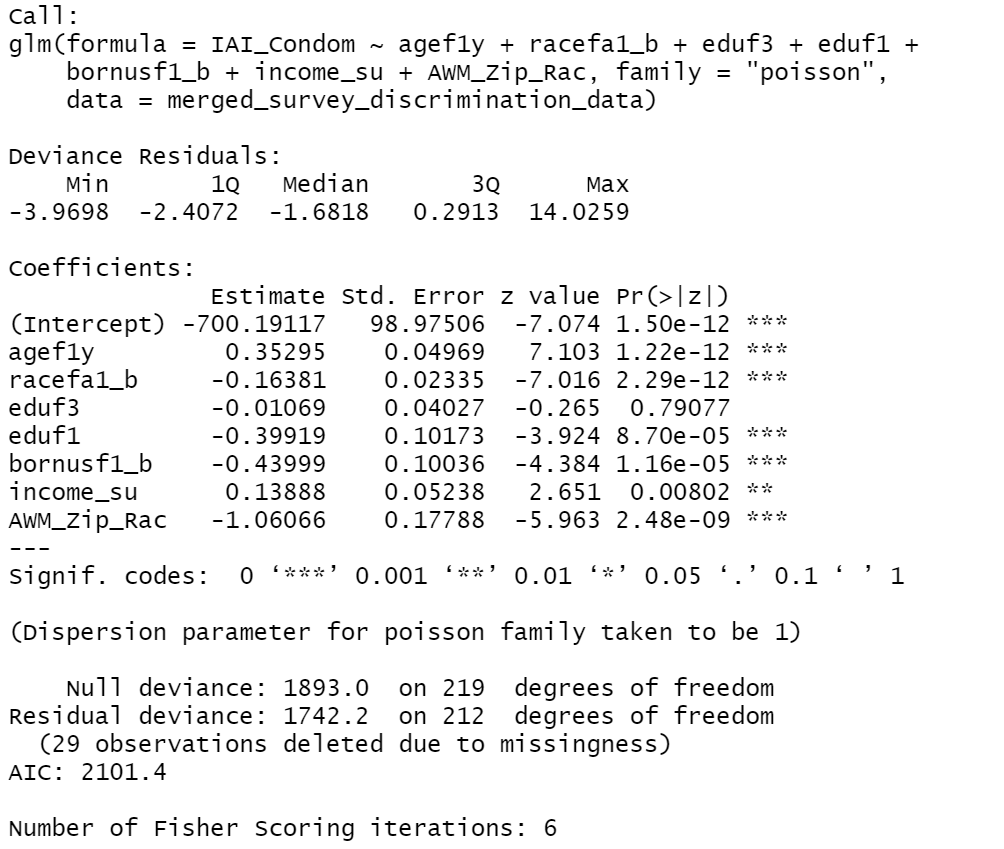 Call:
glm(formula = IAI_Condom ~ agef1y + racefa1_b + eduf3 + eduf1 +
    bornusf1_b + income_su + AWM_Zip_Rac, family = "poisson",
    data = merged_survey_discrimination_data)

Deviance Residuals:
    Min       1Q   Median       3Q      Max
-3.9698  -2.4072  -1.6818   0.2913  14.0259

Coefficients:
              Estimate Std. Error z value Pr(>|z|)
(Intercept) -700.19117   98.97506  -7.074 1.50e-12 ***
agef1y         0.35295    0.04969   7.103 1.22e-12 ***
racefa1_b     -0.16381    0.02335  -7.016 2.29e-12 ***
eduf3         -0.01069    0.04027  -0.265  0.79077
eduf1         -0.39919    0.10173  -3.924 8.70e-05 ***
bornusf1_b    -0.43999    0.10036  -4.384 1.16e-05 ***
income_su      0.13888    0.05238   2.651  0.00802 **
AWM_Zip_Rac   -1.06066    0.17788  -5.963 2.48e-09 ***
---
Signif. codes:  0 ‘***’ 0.001 ‘**’ 0.01 ‘*’ 0.05 ‘.’ 0.1 ‘ ’ 1

(Dispersion parameter for poisson family taken to be 1)

    Null deviance: 1893.0  on 219  degrees of freedom
Residual deviance: 1742.2  on 212  degrees of freedom
  (29 observations deleted due to missingness)
AIC: 2101.4

Number of Fisher Scoring iterations: 6